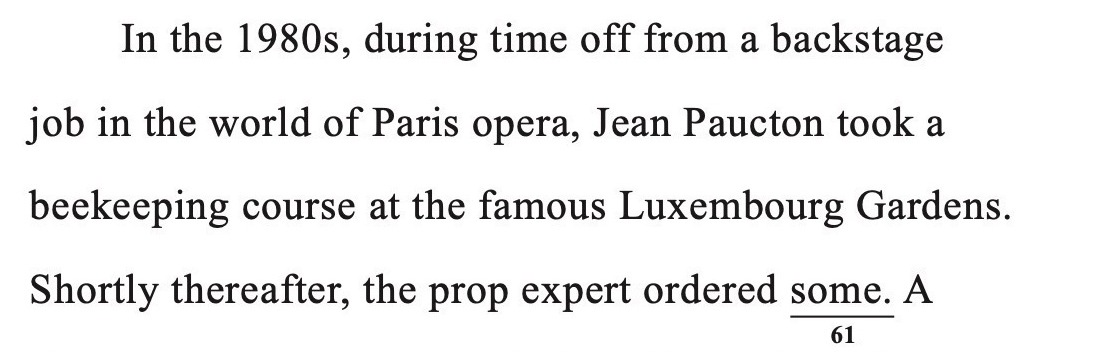 In the 1980s, during time off from a backstage
job in the world of Paris opera, Jean Paucton took a
beekeeping course at the famous Luxembourg Gardens.
Shortly thereafter, the prop expert ordered some. A
61